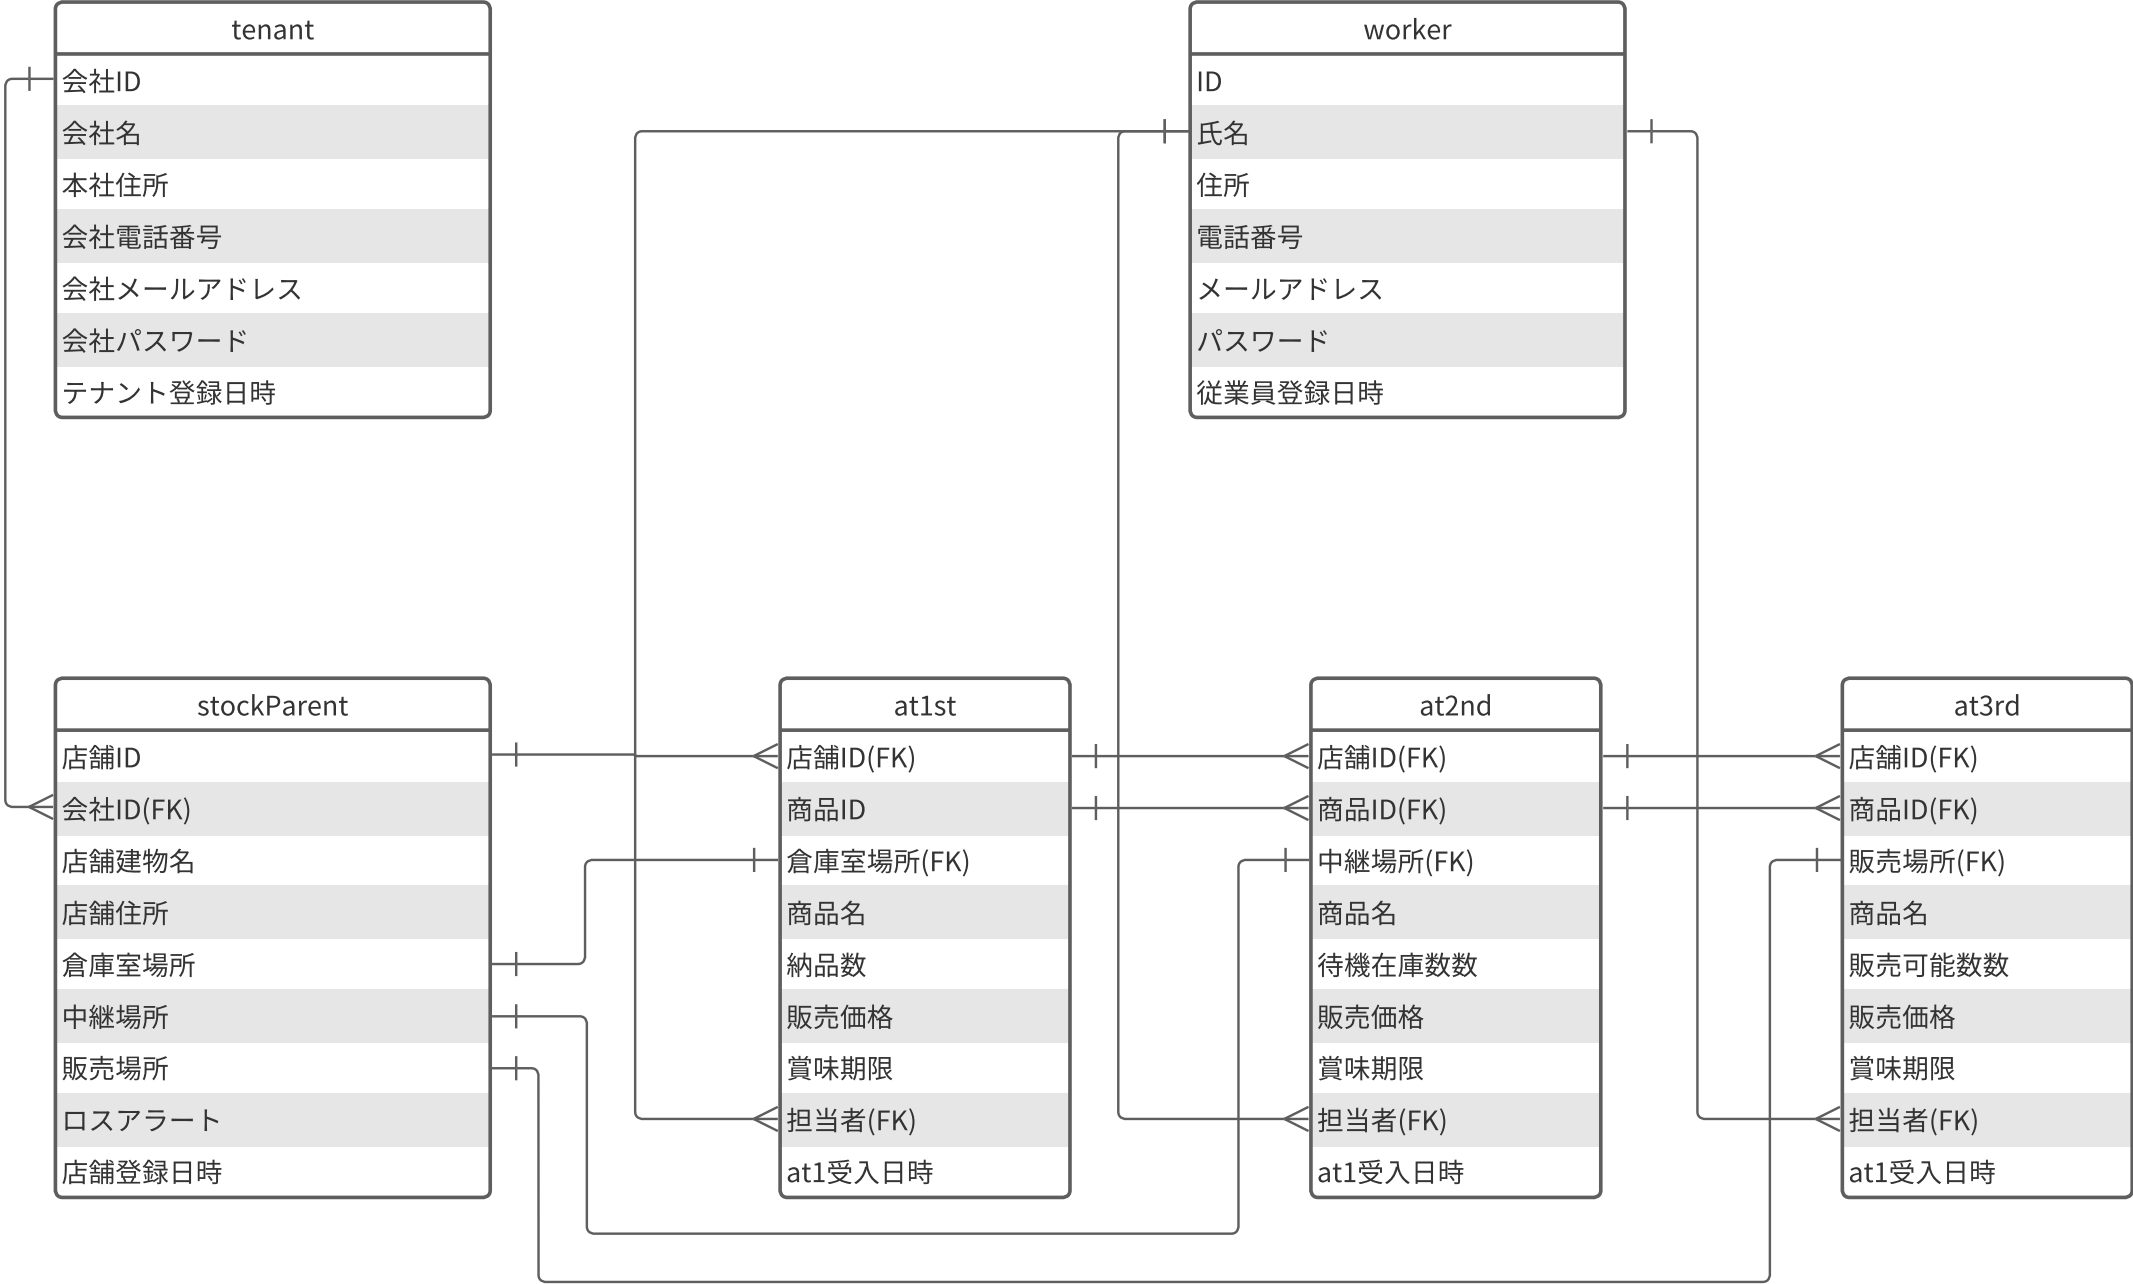 tenant
会社ID
会社名
本社住所
会社電話番号
会社メールアドレス
会社パスワード
テナント登録日時
worker
ID
氏名
住所
電話番号
メールアドレス
パスワード
従業員登録日時
stockParent
店舗ID
会社ID(FK)
店舗建物名
店舗住所
倉庫室場所
中継場所
販売場所
ロスアラート
店舗登録日時
at1st
店舗ID(FK)
商品ID
倉庫室場所(FK)
商品名
納品数
販売価格
賞味期限
担当者(FK)
at1受入日時
at2nd
店舗ID(FK)
商品ID(FK)
中継場所(FK)
商品名
待機在庫数数
販売価格
賞味期限
担当者(FK)
at1受入日時
at3rd
店舗ID(FK)
商品ID(FK)
販売場所(FK)
商品名
販売可能数数
販売価格
賞味期限
担当者(FK)
at1受入日時